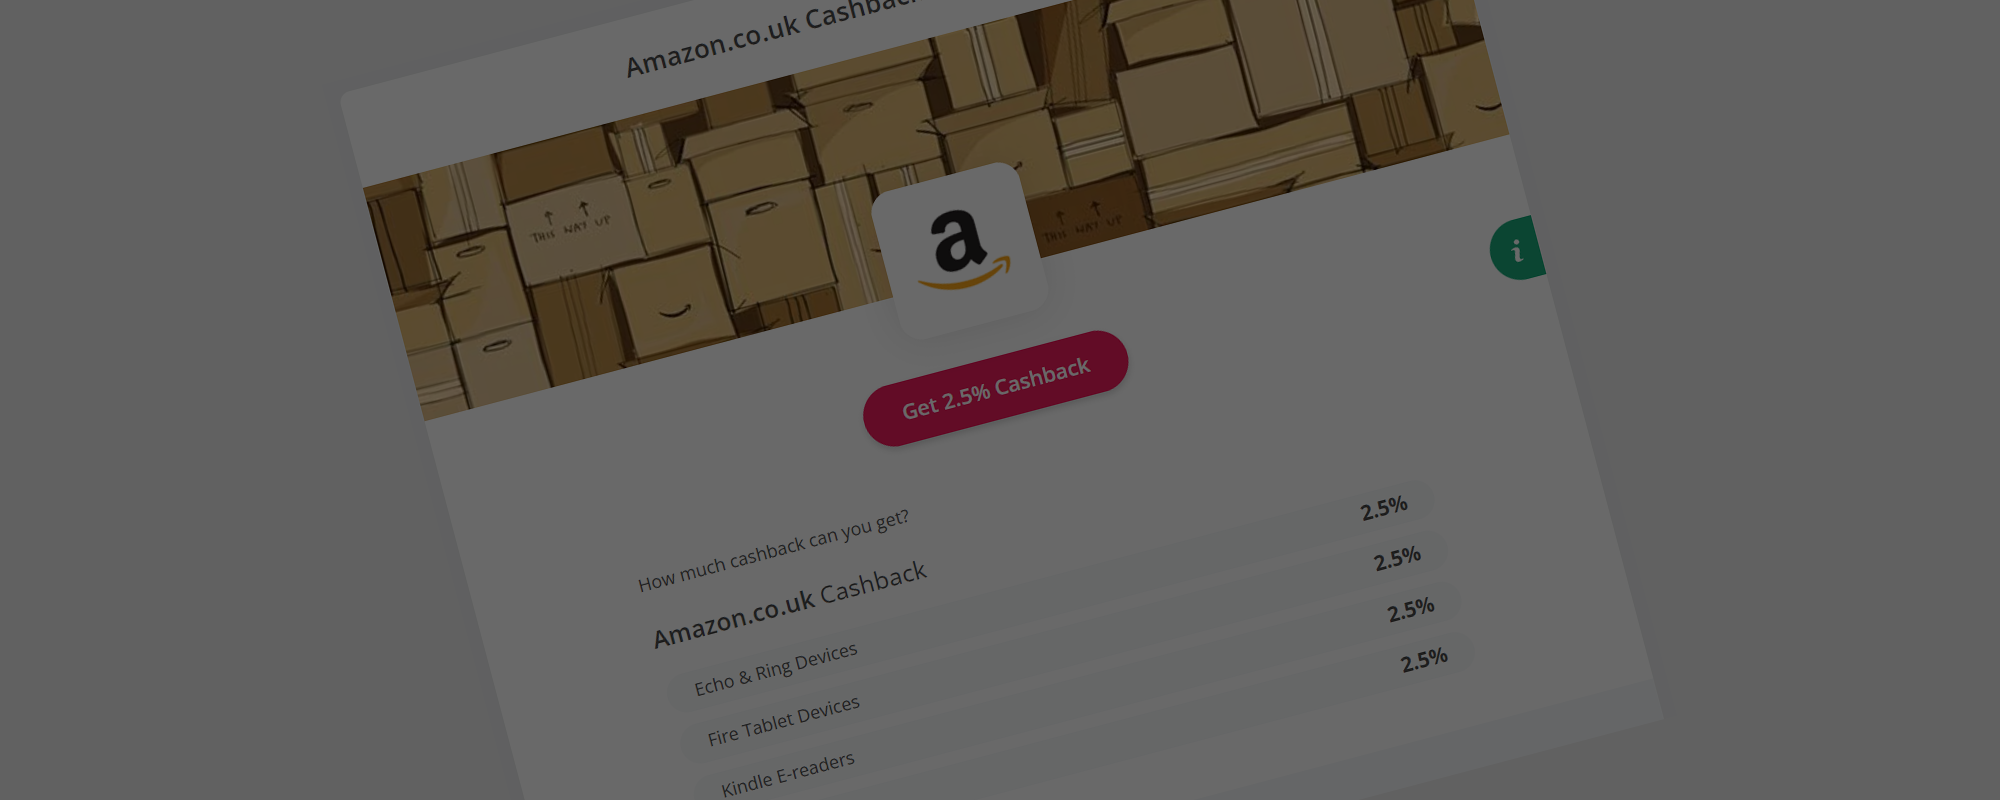 Amazon.co.uk Cashback
THIS WAY UP
THIS WAY UP
a
i
Get 2.5% Cashback
How much cashback can you get?
Amazon.co.uk Cashback
Echo & Ring Devices 2.5%
Fire Tablet Devices 2.5%
Kindle E-readers 2.5%
2.5%